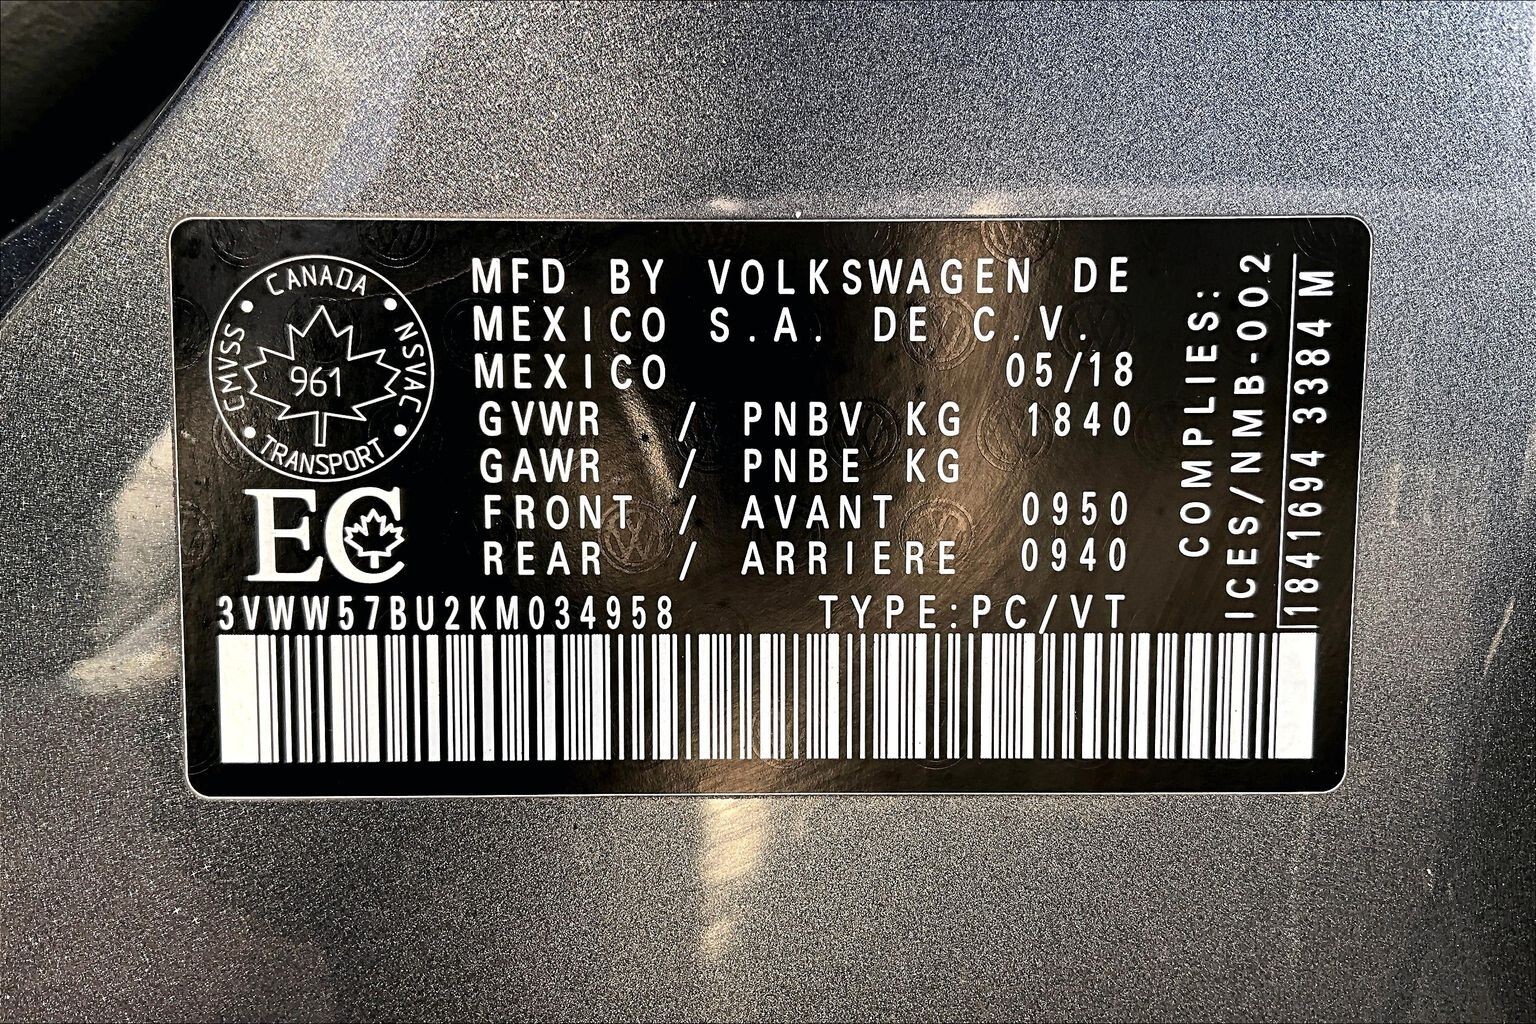 CANADA
CMVSS
NSVAC
961
TRANSPORT
EC
MFD BY VOLKSWAGEN DE
MEXICO S.A. DE C.V.
MEXICO 05/18
GVWR / PNBV KG 1840
GAWR / PNBE KG
FRONT / AVANT 0950
REAR / ARRIERE 0940
3VWW57BU2KM034958 TYPE:PC/VT
COMPLIES:
ICES/NMB-002
1841694 3384 M